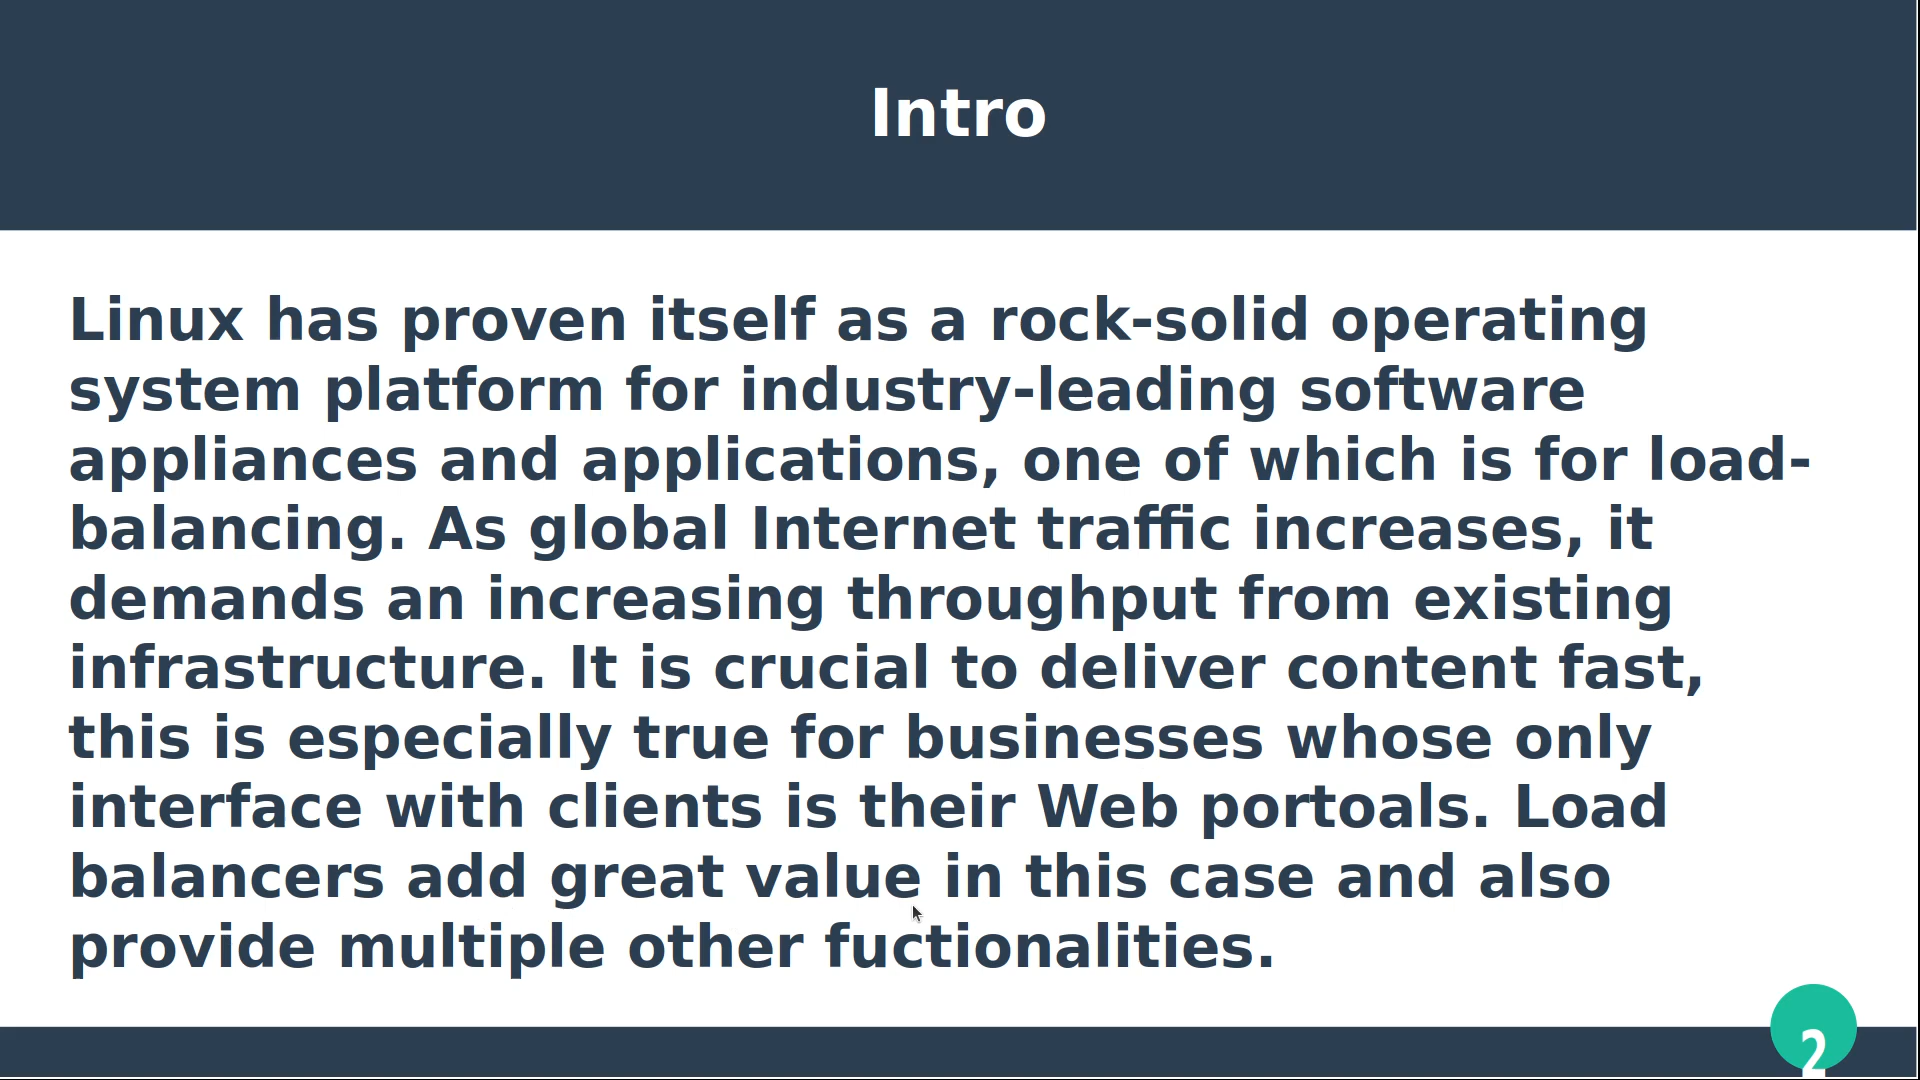 Intro
Linux has proven itself as a rock-solid operating
system platform for industry-leading software
appliances and applications, one of which is for load-
balancing. As global Internet traffic increases, it
demands an increasing throughput from existing
infrastructure. It is crucial to deliver content fast,
this is especially true for businesses whose only
interface with clients is their Web portoals. Load
balancers add great value in this case and also
provide multiple other fuctionalities.
2